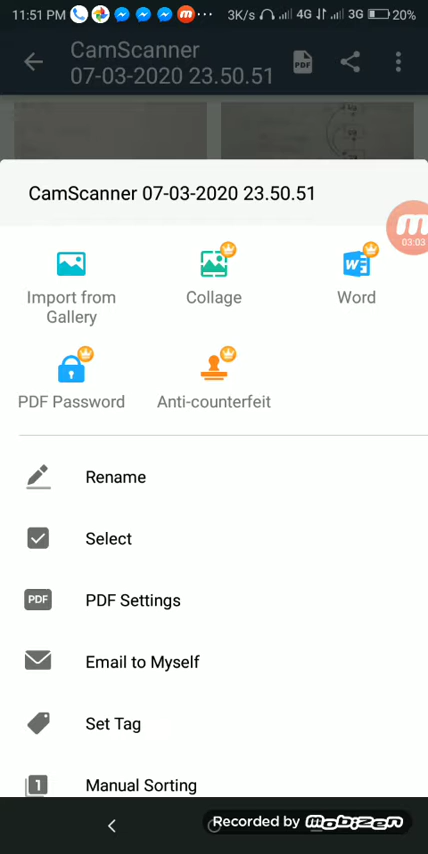 11:51 PM ... 3K/s 4G 3G 20%
CamScanner
07-03-2020 23.50.51
PDF
CamScanner 07-03-2020 23.50.51
03:03
Import from
Gallery
Collage
W
Word
PDF Password
Anti-counterfeit
Rename
Select
PDF
PDF Settings
Email to Myself
Set Tag
1
Manual Sorting
Recorded by mobizen